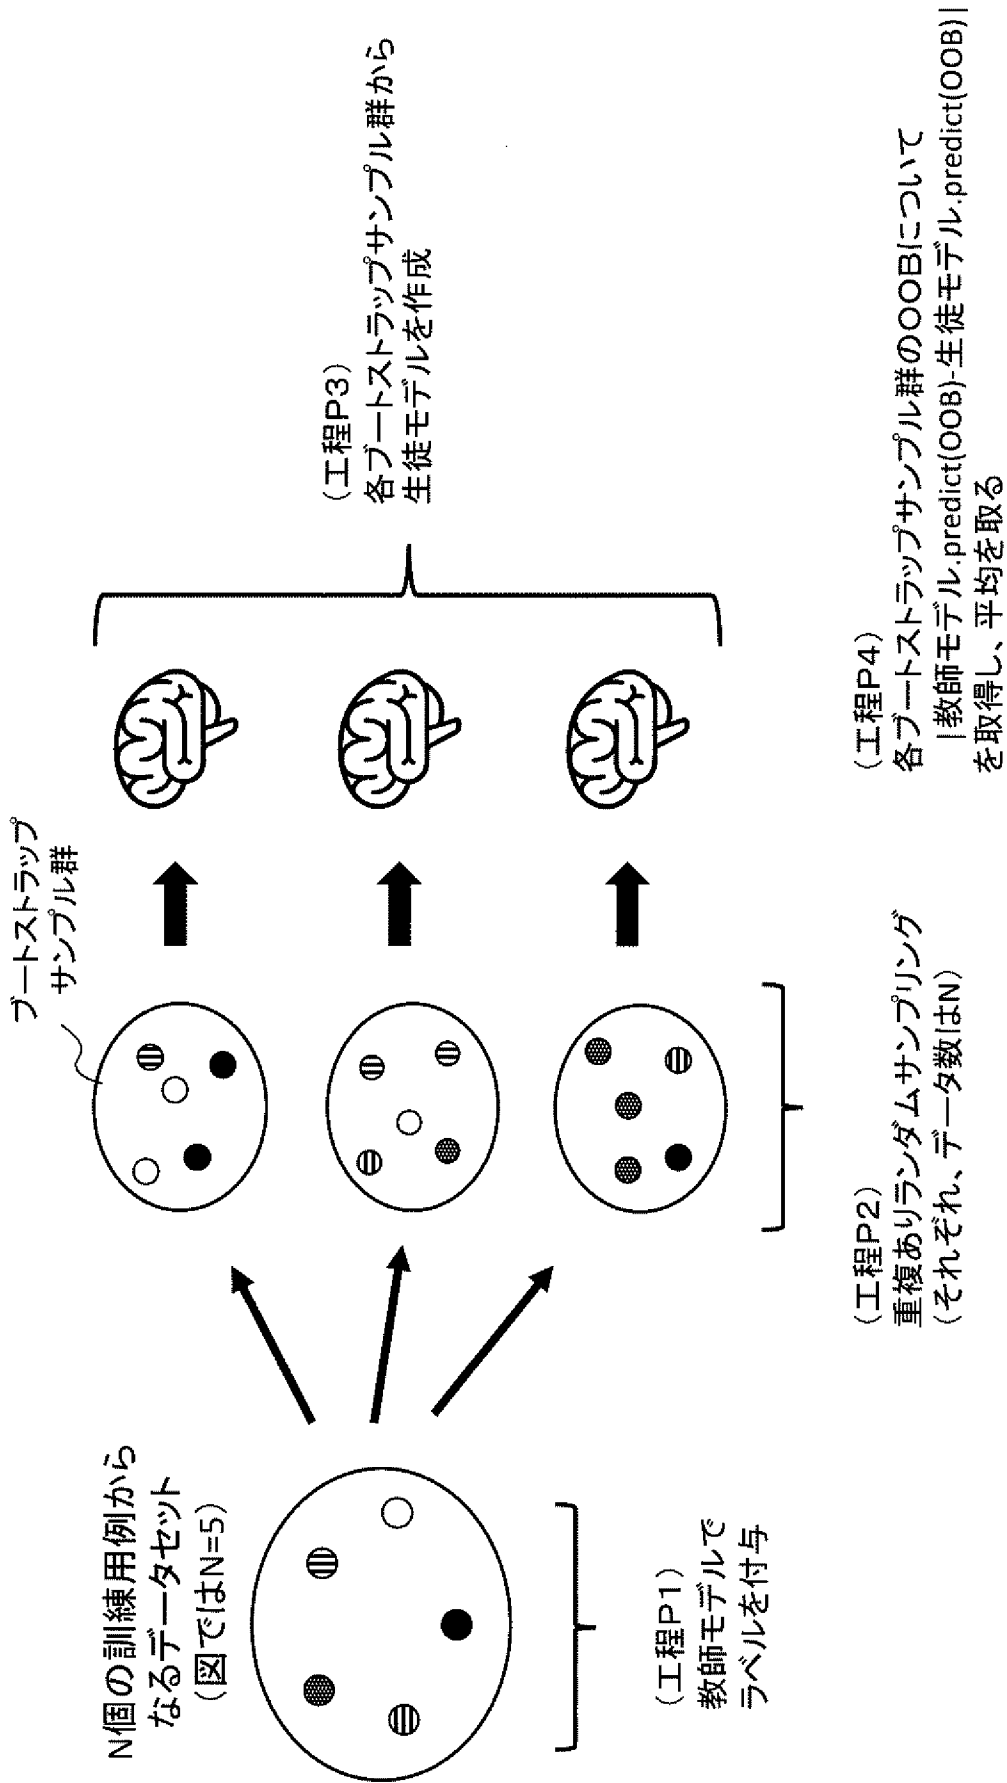 N個の訓練用例から
なるデータセット
（図ではN=5）
（工程P1）
教師モデルで
ラベルを付与
ブートストラップ
サンプル群
（工程P2）
重複ありランダムサンプリング
（それぞれ、データ数はN）
（工程P3）
各ブートストラップサンプル群から
生徒モデルを作成
（工程P4）
各ブートストラップサンプル群のOOBについて
|教師モデル.predict(OOB)-生徒モデル.predict(OOB)|
を取得し、平均を取る